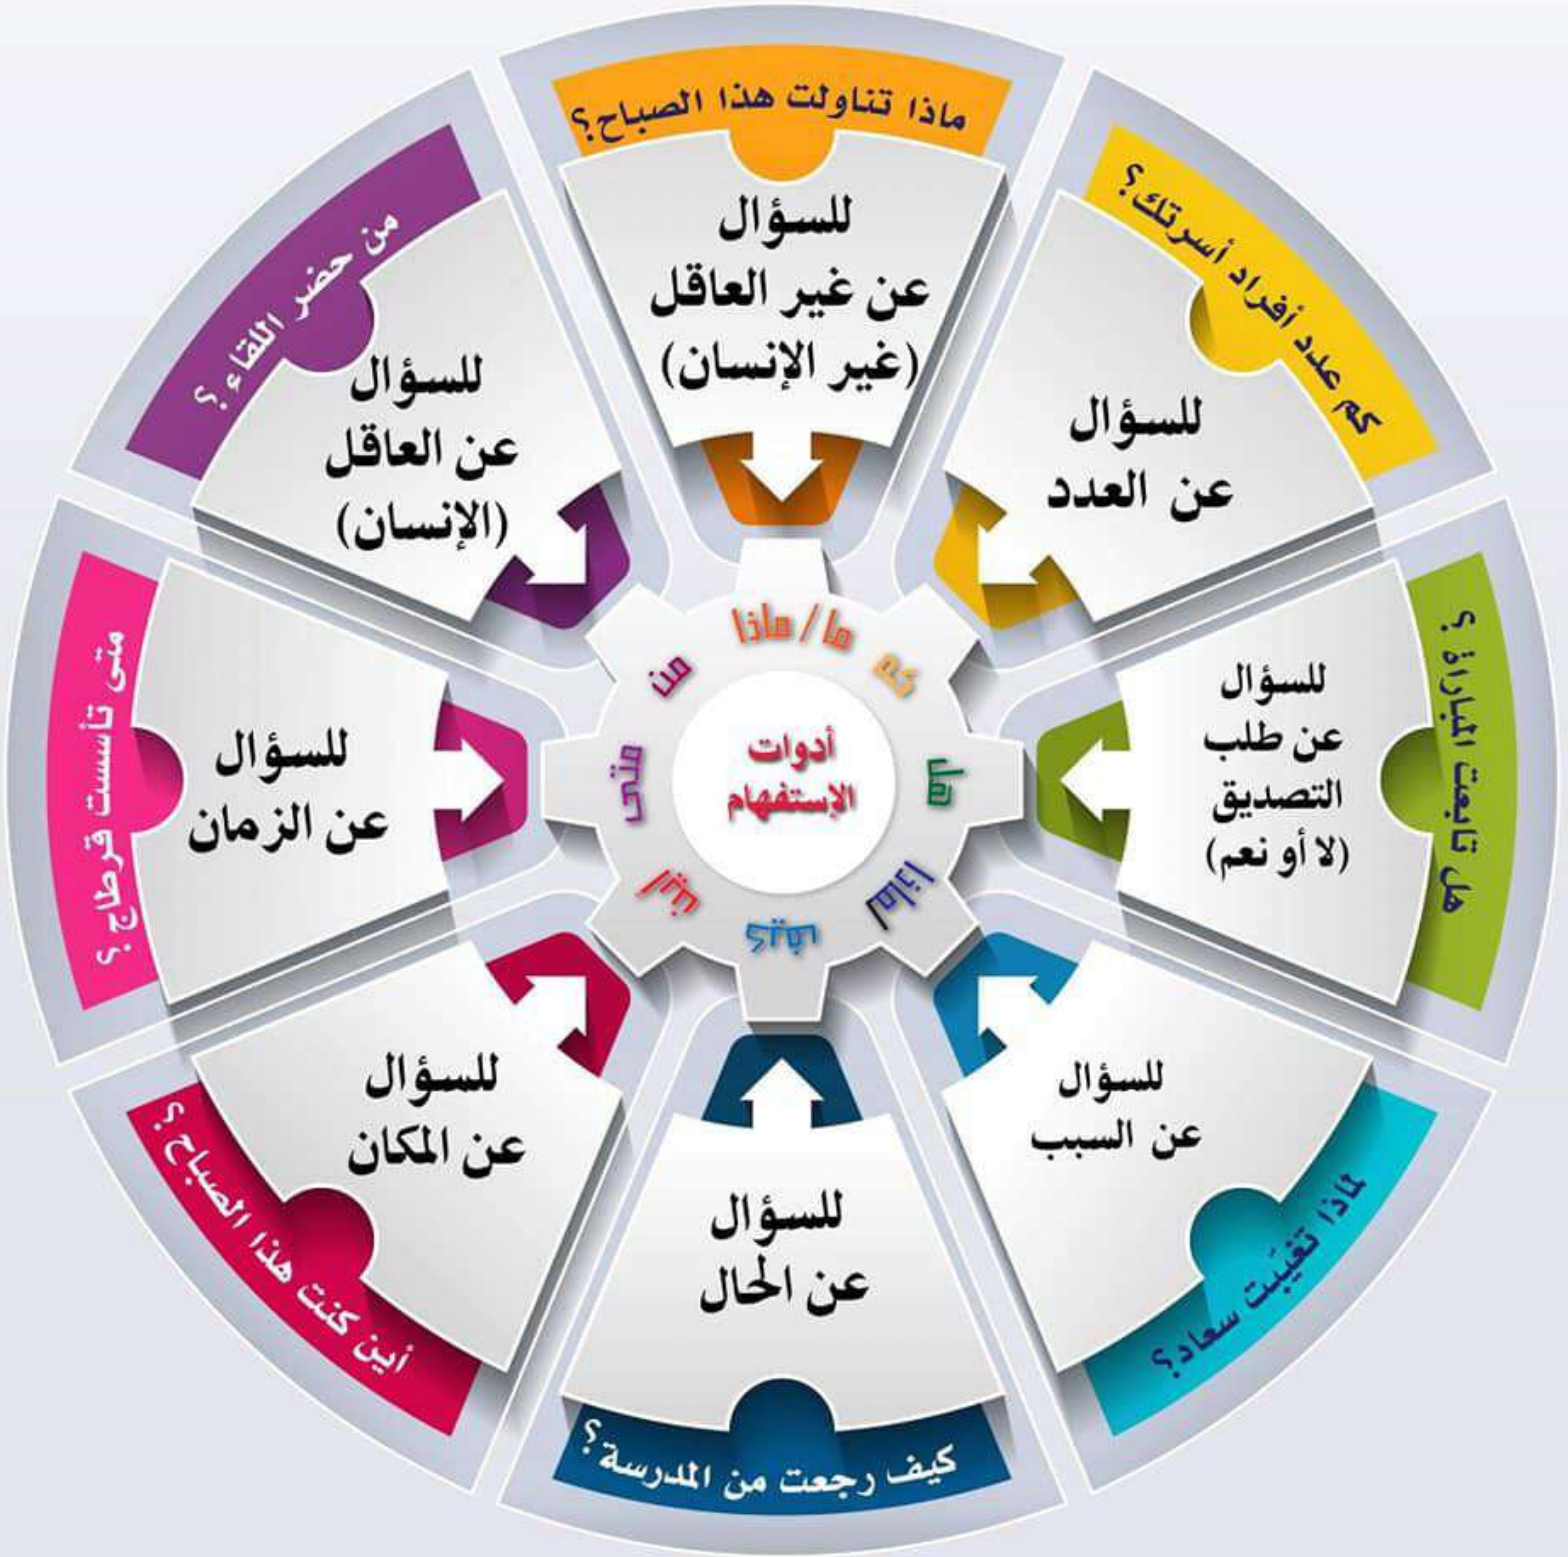 أدوات
الإستفهام
ما/ماذا
كم
هل
لماذا
كيف
أين
متى
من
ماذا تناولت هذا الصباح؟
للسؤال
عن غير العاقل
(غير الإنسان)
كم عدد أفراد أسرتك؟
للسؤال
عن العدد
هل تابعت المباراة ؟
للسؤال
عن طلب
التصديق
(لا أو نعم)
لماذا تغيّبت سعاد؟
للسؤال
عن السبب
كيف رجعت من المدرسة؟
للسؤال
عن الحال
أين كنت هذا الصباح ؟
للسؤال
عن المكان
متى تأسست قرطاج ؟
للسؤال
عن الزمان
من حضر اللقاء ؟
للسؤال
عن العاقل
(الإنسان)